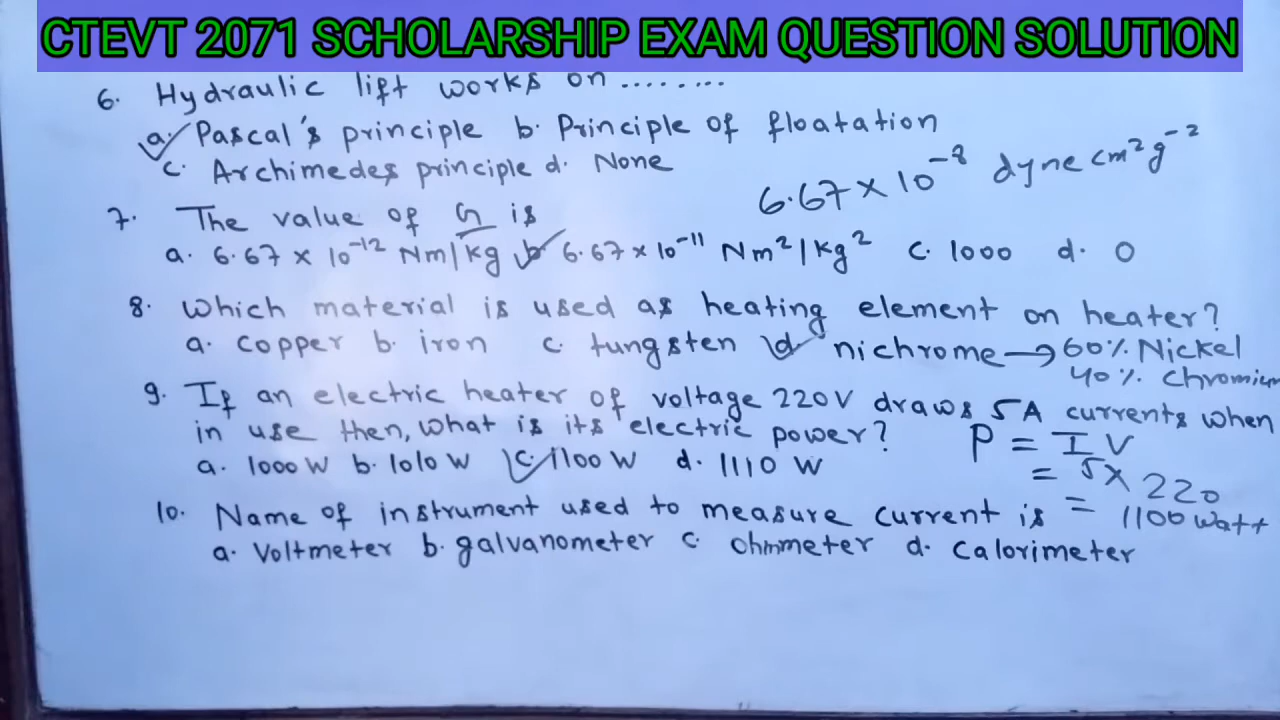 CTEVT 2071 SCHOLARSHIP EXAM QUESTION SOLUTION
6. Hydraulic lift works on .........
a. Pascal's principle b. Principle of floatation
c. Archimedes principle d. None
6.67 × 10⁻⁸ dyne cm² g⁻²
7. The value of G is
a. 6.67 × 10⁻¹² Nm/kg b. 6.67 × 10⁻¹¹ Nm²/kg² c. 1000 d. 0
8. Which material is used as heating element on heater?
a. copper b. iron c. tungsten d. nichrome → 60% Nickel
40% Chromium
9. If an electric heater of voltage 220V draws 5A currents when
in use then, what is its electric power?
P = IV
a. 1000 W b. 1010 W c. 1100 W d. 1110 W
= 5 × 220
10. Name of instrument used to measure current is
= 1100 watt
a. Voltmeter b. galvanometer c. ohmmeter d. calorimeter